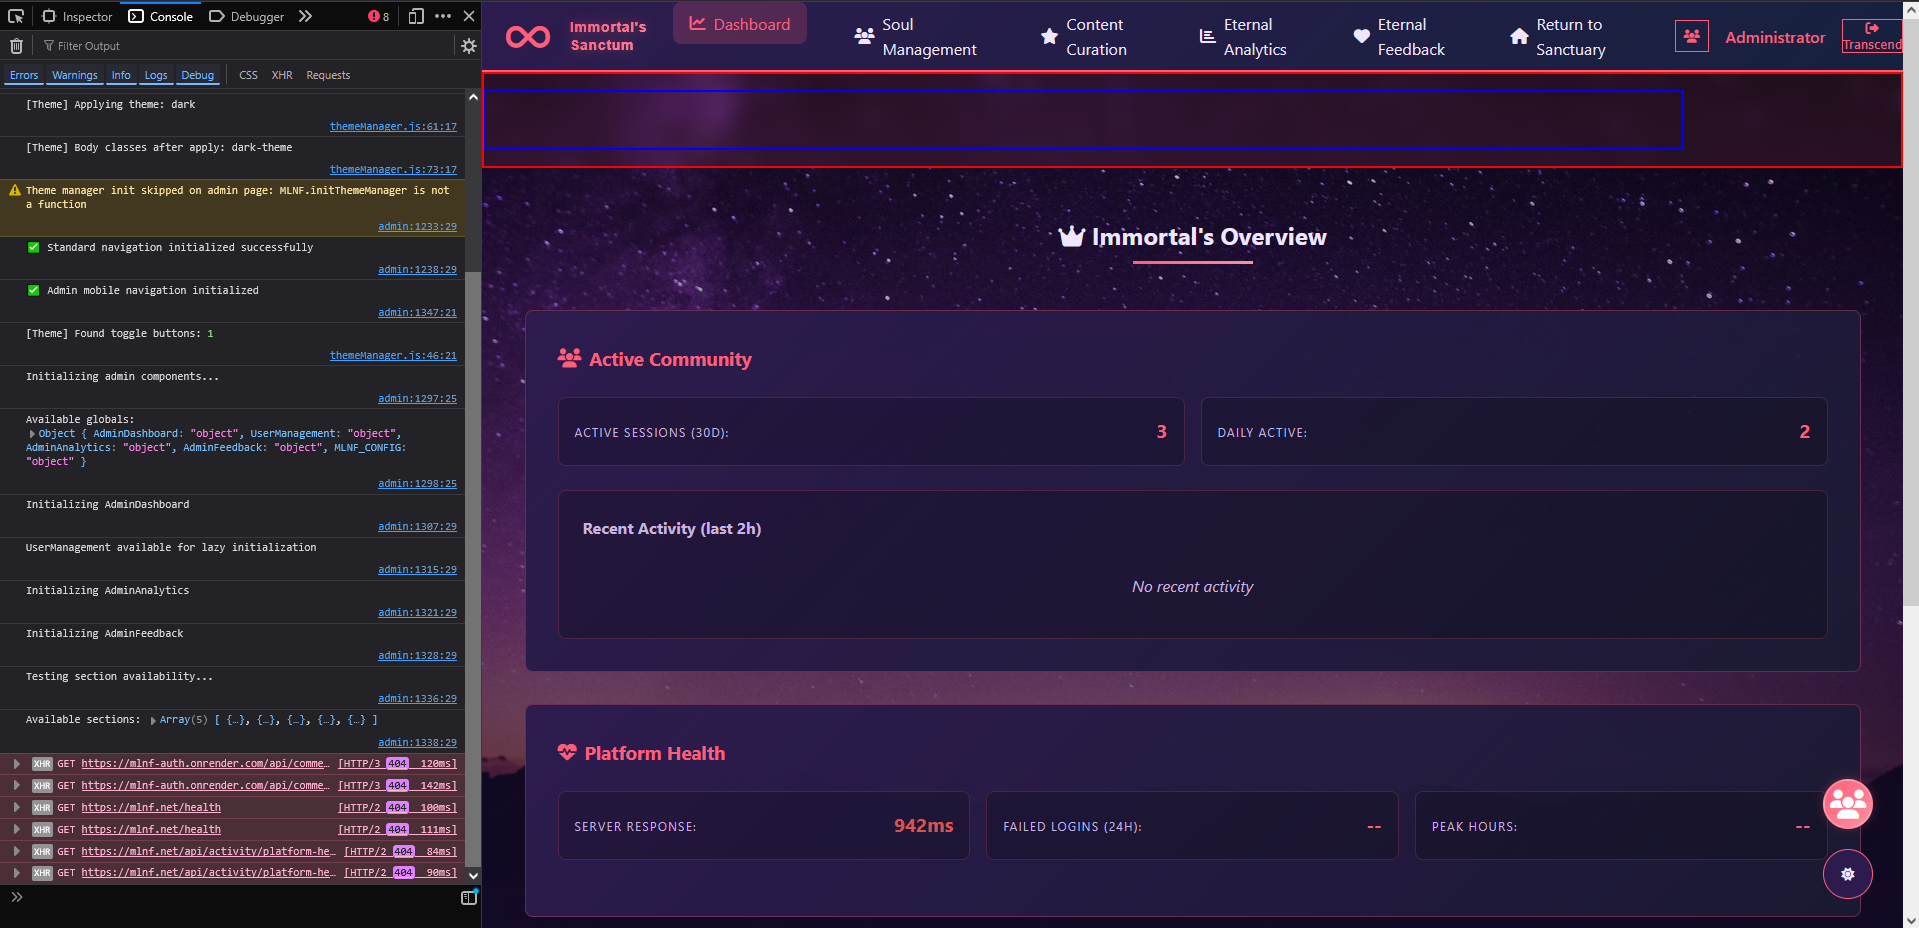 Inspector
Console
Debugger
8
Filter Output
Errors Warnings Info Logs Debug CSS XHR Requests
[Theme] Applying theme: dark
themeManager.js:61:17
[Theme] Body classes after apply: dark-theme
themeManager.js:73:17
Theme manager init skipped on admin page: MLNF.initThemeManager is not
a function
admin:1233:29
Standard navigation initialized successfully
admin:1238:29
Admin mobile navigation initialized
admin:1347:21
[Theme] Found toggle buttons: 1
themeManager.js:46:21
Initializing admin components...
admin:1297:25
Available globals:
Object { AdminDashboard: "object", UserManagement: "object",
AdminAnalytics: "object", AdminFeedback: "object", MLNF_CONFIG:
"object" }
admin:1298:25
Initializing AdminDashboard
admin:1307:29
UserManagement available for lazy initialization
admin:1315:29
Initializing AdminAnalytics
admin:1321:29
Initializing AdminFeedback
admin:1328:29
Testing section availability...
admin:1336:29
Available sections: Array(5) [ {…}, {…}, {…}, {…}, {…} ]
admin:1338:29
XHR GET https://mlnf-auth.onrender.com/api/comme… [HTTP/3 404 120ms]
XHR GET https://mlnf-auth.onrender.com/api/comme… [HTTP/3 404 142ms]
XHR GET https://mlnf.net/health [HTTP/2 404 100ms]
XHR GET https://mlnf.net/health [HTTP/2 404 111ms]
XHR GET https://mlnf.net/api/activity/platform-he… [HTTP/2 404 84ms]
XHR GET https://mlnf.net/api/activity/platform-he… [HTTP/2 404 90ms]
Immortal's
Sanctum
Dashboard
Soul
Management
Content
Curation
Eternal
Analytics
Eternal
Feedback
Return to
Sanctuary
Administrator
Transcend
Immortal's Overview
Active Community
ACTIVE SESSIONS (30D): 3
DAILY ACTIVE: 2
Recent Activity (last 2h)
No recent activity
Platform Health
SERVER RESPONSE: 942ms
FAILED LOGINS (24H): --
PEAK HOURS: --